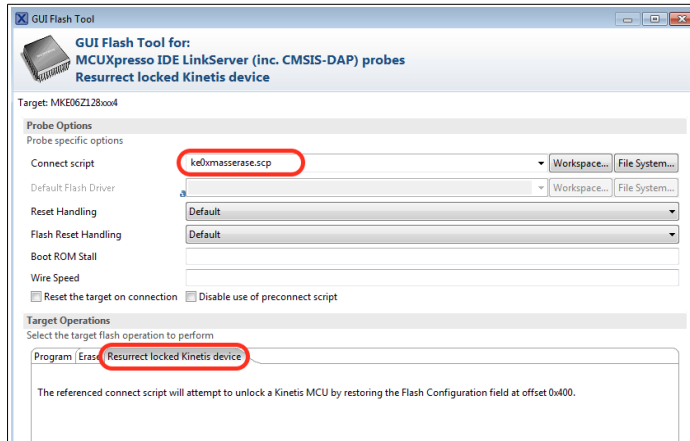 GUI Flash Tool
GUI Flash Tool for:
MCUXpresso IDE LinkServer (inc. CMSIS-DAP) probes
Resurrect locked Kinetis device
Target: MKE06Z128xxx4
Probe Options
Probe specific options
Connect script ke0xmasserase.scp Workspace... File System...
Default Flash Driver Workspace... File System...
Reset Handling Default
Flash Reset Handling Default
Boot ROM Stall
Wire Speed
Reset the target on connection Disable use of preconnect script
Target Operations
Select the target flash operation to perform
Program Erase Resurrect locked Kinetis device
The referenced connect script will attempt to unlock a Kinetis MCU by restoring the Flash Configuration field at offset 0x400.